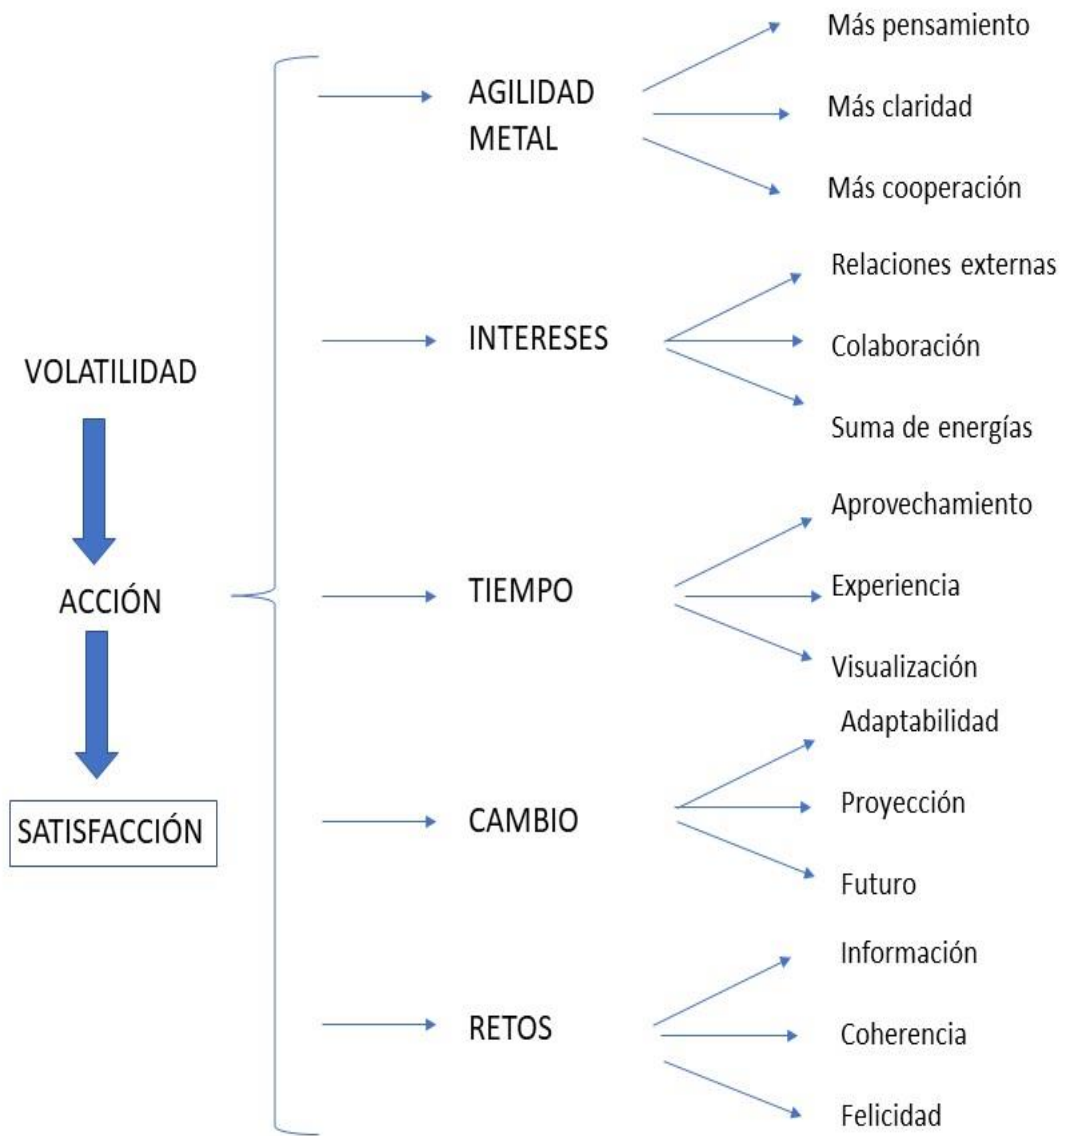 VOLATILIDAD
ACCIÓN
SATISFACCIÓN
AGILIDAD
METAL
Más pensamiento
Más claridad
Más cooperación
INTERESES
Relaciones externas
Colaboración
Suma de energías
TIEMPO
Aprovechamiento
Experiencia
Visualización
CAMBIO
Adaptabilidad
Proyección
Futuro
RETOS
Información
Coherencia
Felicidad